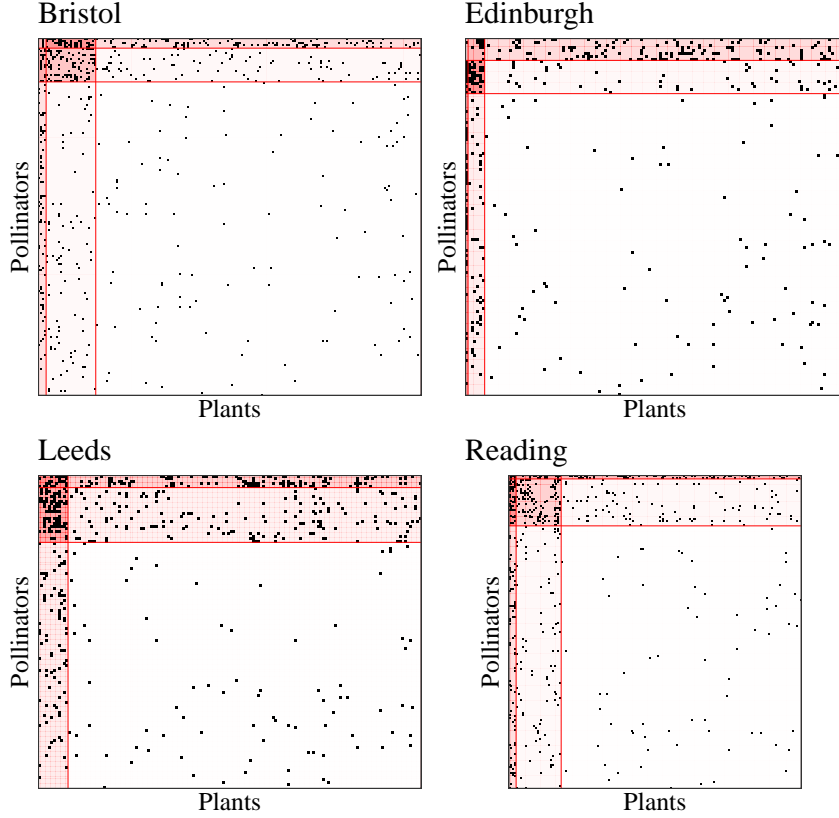 Bristol
Edinburgh
Pollinators
Pollinators
Plants
Plants
Leeds
Reading
Pollinators
Pollinators
Plants
Plants